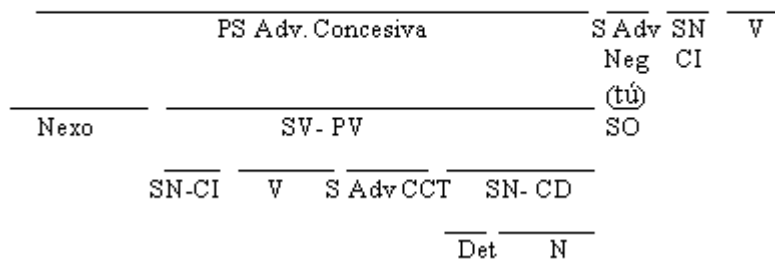 PS Adv. Concesiva S Adv SN V
Neg CI
(tú)
Nexo SV- PV SO
SN-CI V S Adv CCT SN- CD
Det N